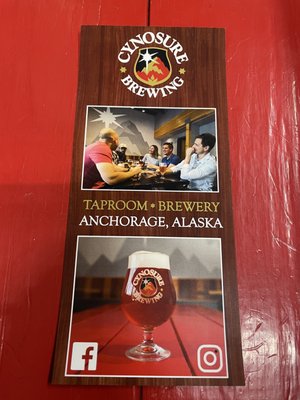 CYNOSURE
BREWING
TAPROOM • BREWERY
ANCHORAGE, ALASKA
CYNOSURE
BREWING
f